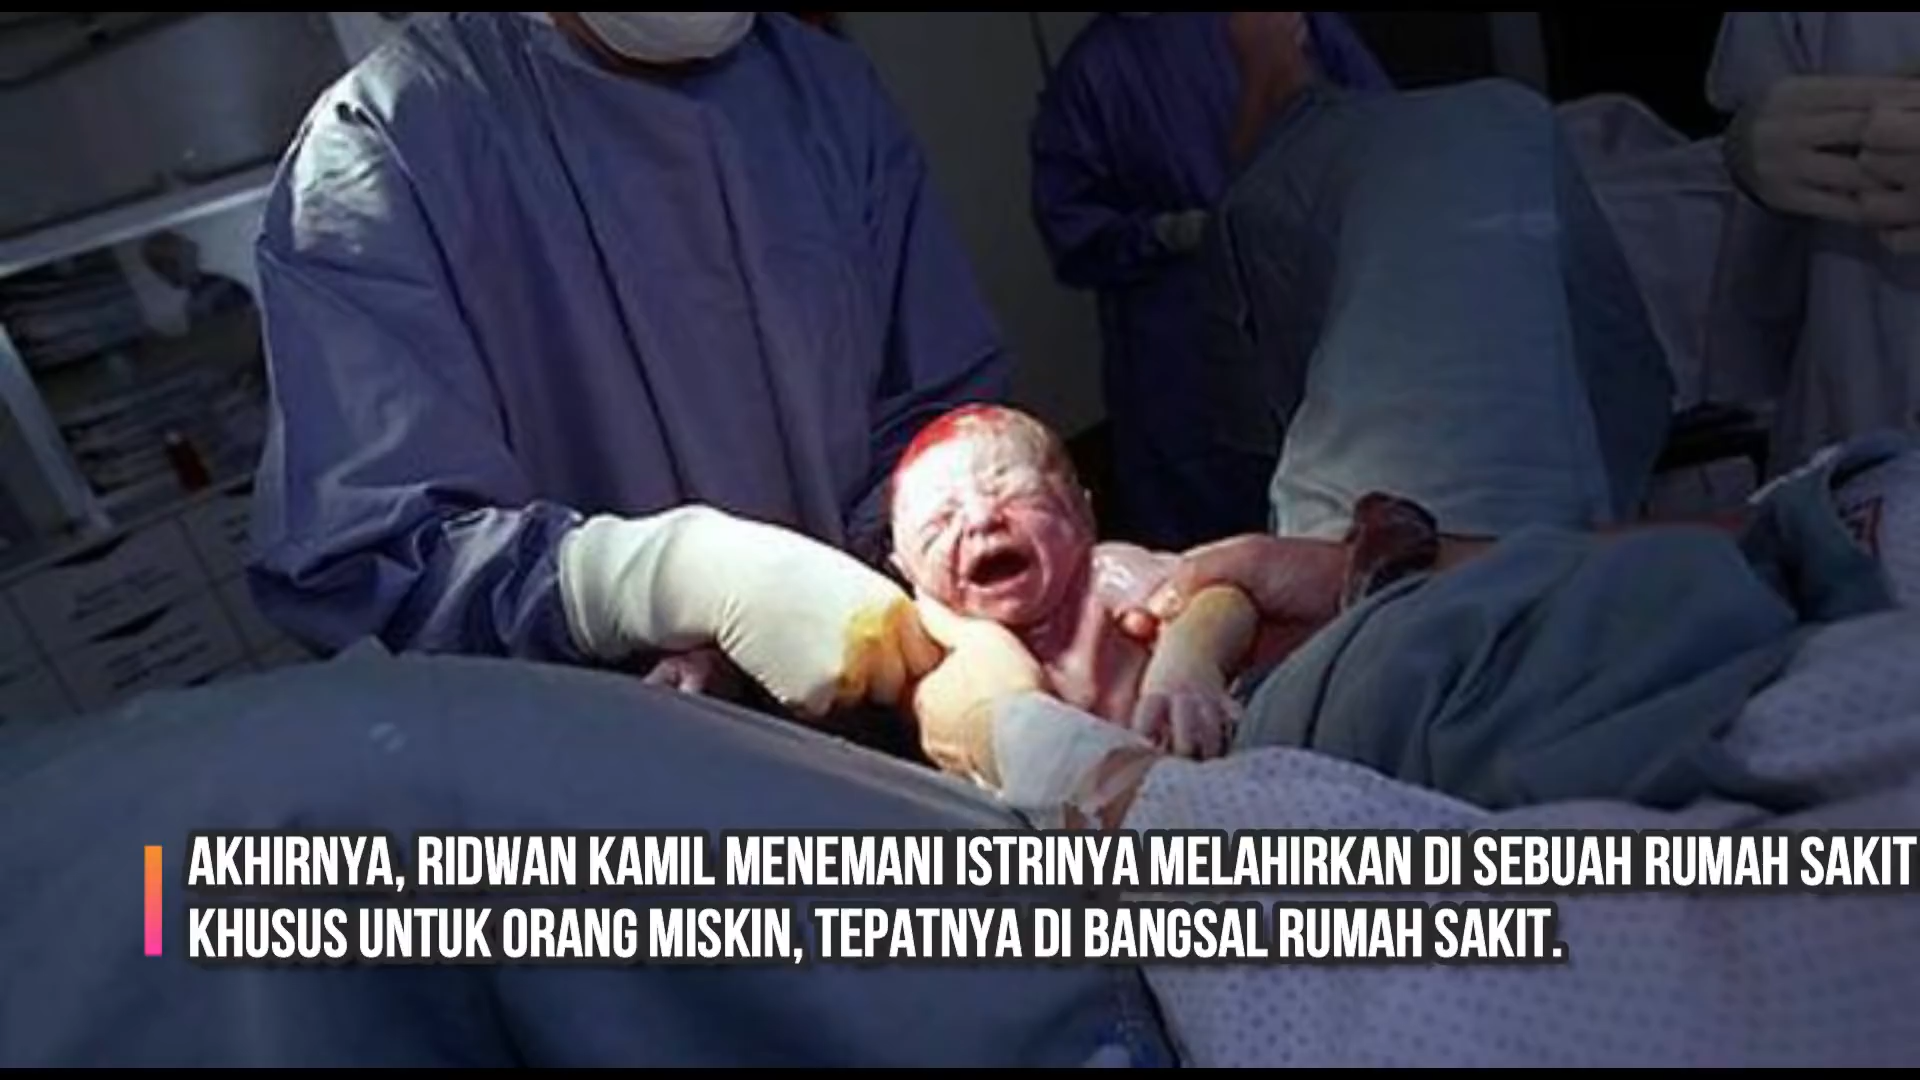 AKHIRNYA, RIDWAN KAMIL MENEMANI ISTRINYA MELAHIRKAN DI SEBUAH RUMAH SAKIT
KHUSUS UNTUK ORANG MISKIN, TEPATNYA DI BANGSAL RUMAH SAKIT.